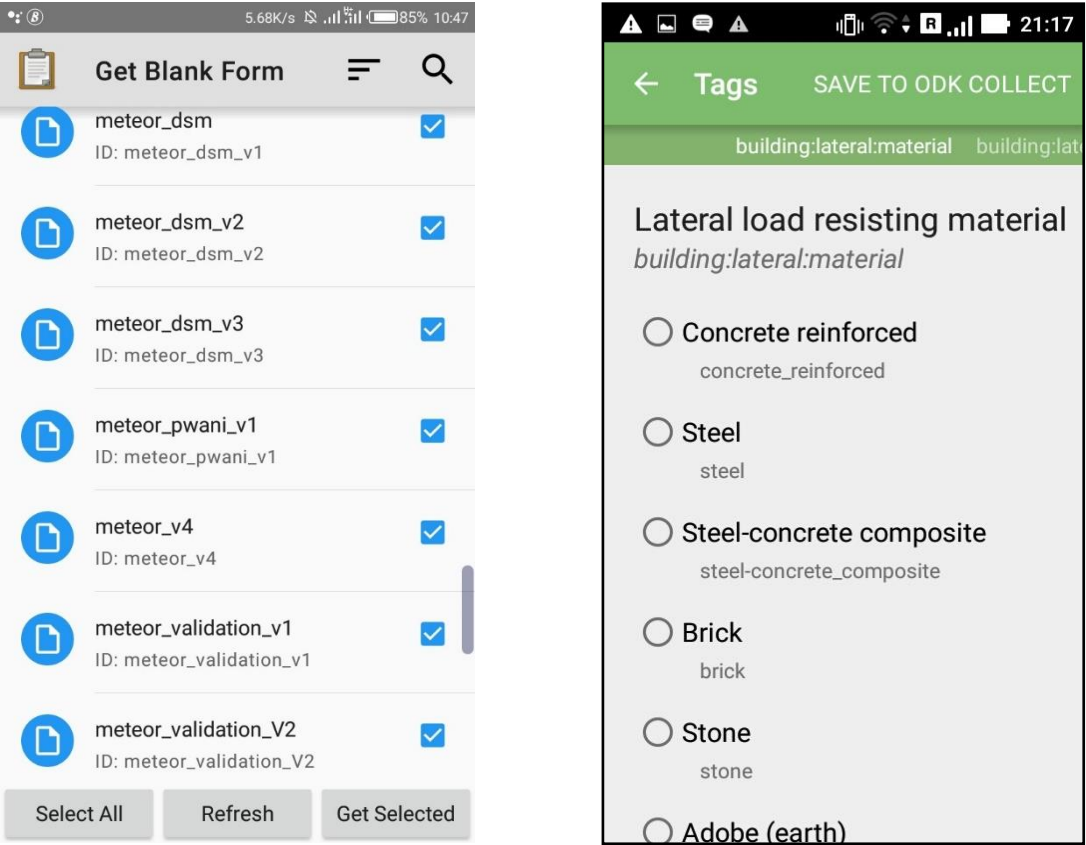 5.68K/s 85% 10:47
Get Blank Form
meteor_dsm
ID: meteor_dsm_v1
meteor_dsm_v2
ID: meteor_dsm_v2
meteor_dsm_v3
ID: meteor_dsm_v3
meteor_pwani_v1
ID: meteor_pwani_v1
meteor_v4
ID: meteor_v4
meteor_validation_v1
ID: meteor_validation_v1
meteor_validation_V2
ID: meteor_validation_V2
Select All Refresh Get Selected
R 21:17
Tags SAVE TO ODK COLLECT
building:lateral:material building:late
Lateral load resisting material
building:lateral:material
Concrete reinforced
concrete_reinforced
Steel
steel
Steel-concrete composite
steel-concrete_composite
Brick
brick
Stone
stone
Adobe (earth)